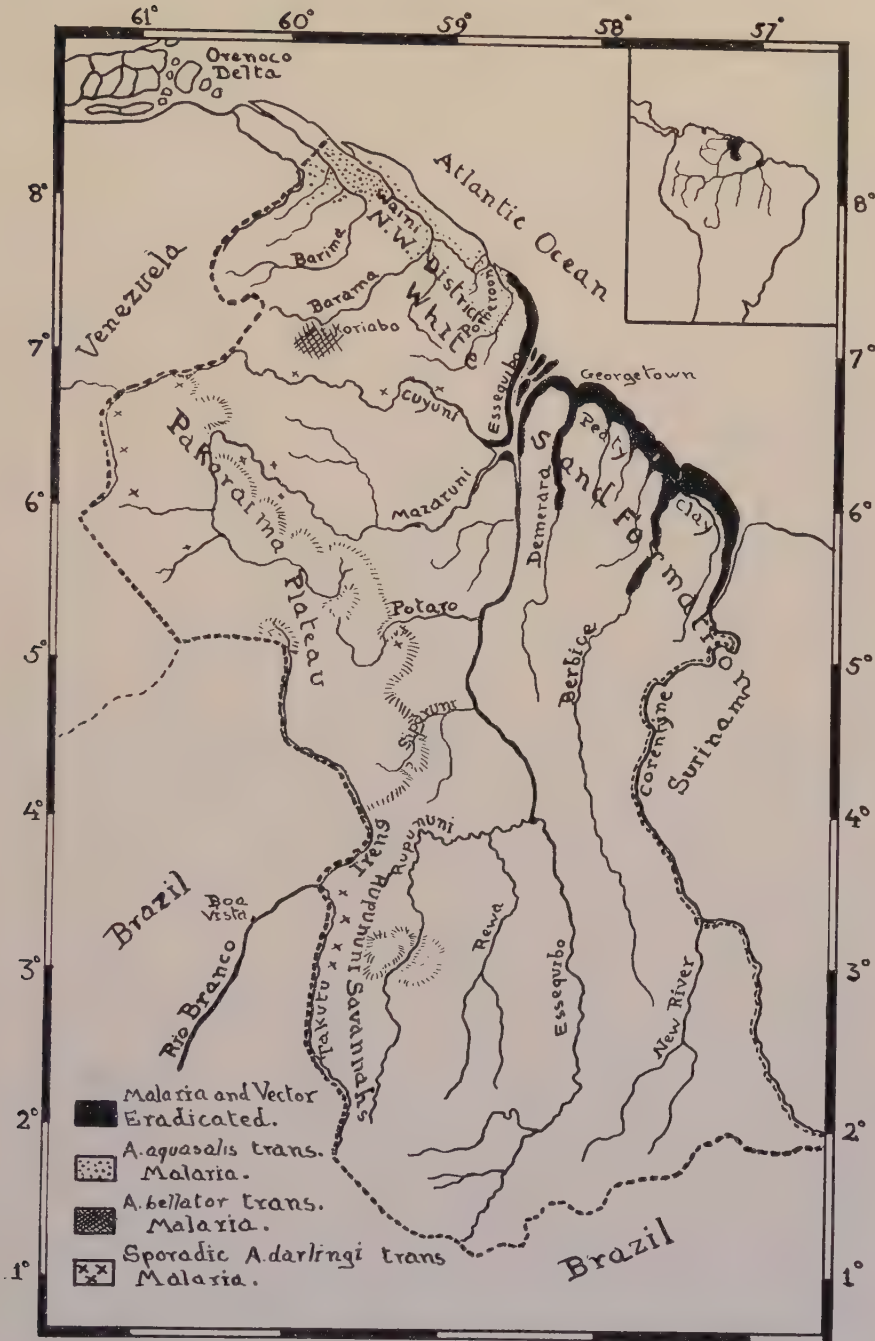 61° 60° 59° 58° 57°
Orenoco
Delta
Atlantic Ocean
8° 8°
Venezuela
Waini
N.W.
District
Barima
Barama
Pomeroon
Koriabo
White
7° 7°
Georgetown
Essequibo
Cuyuni
Peaty
Clay
Sand Formation
Pakaraima
Plateau
Mazaruni
Demerara
6° 6°
Potaro
Berbice
5° 5°
Siparuni
Corentyne
Surinam
4° 4°
Ireng
Rupununi
Rupununi Savannahs
Brazil
Boa
Vista
Rewa
Essequibo
3° 3°
Rio Branco
Takutu
New River
Malaria and Vector
Eradicated.
2° 2°
A.aquasalis trans.
Malaria.
A.bellator trans.
Malaria.
Sporadic A.darlingi trans
Malaria.
Brazil
1° 1°